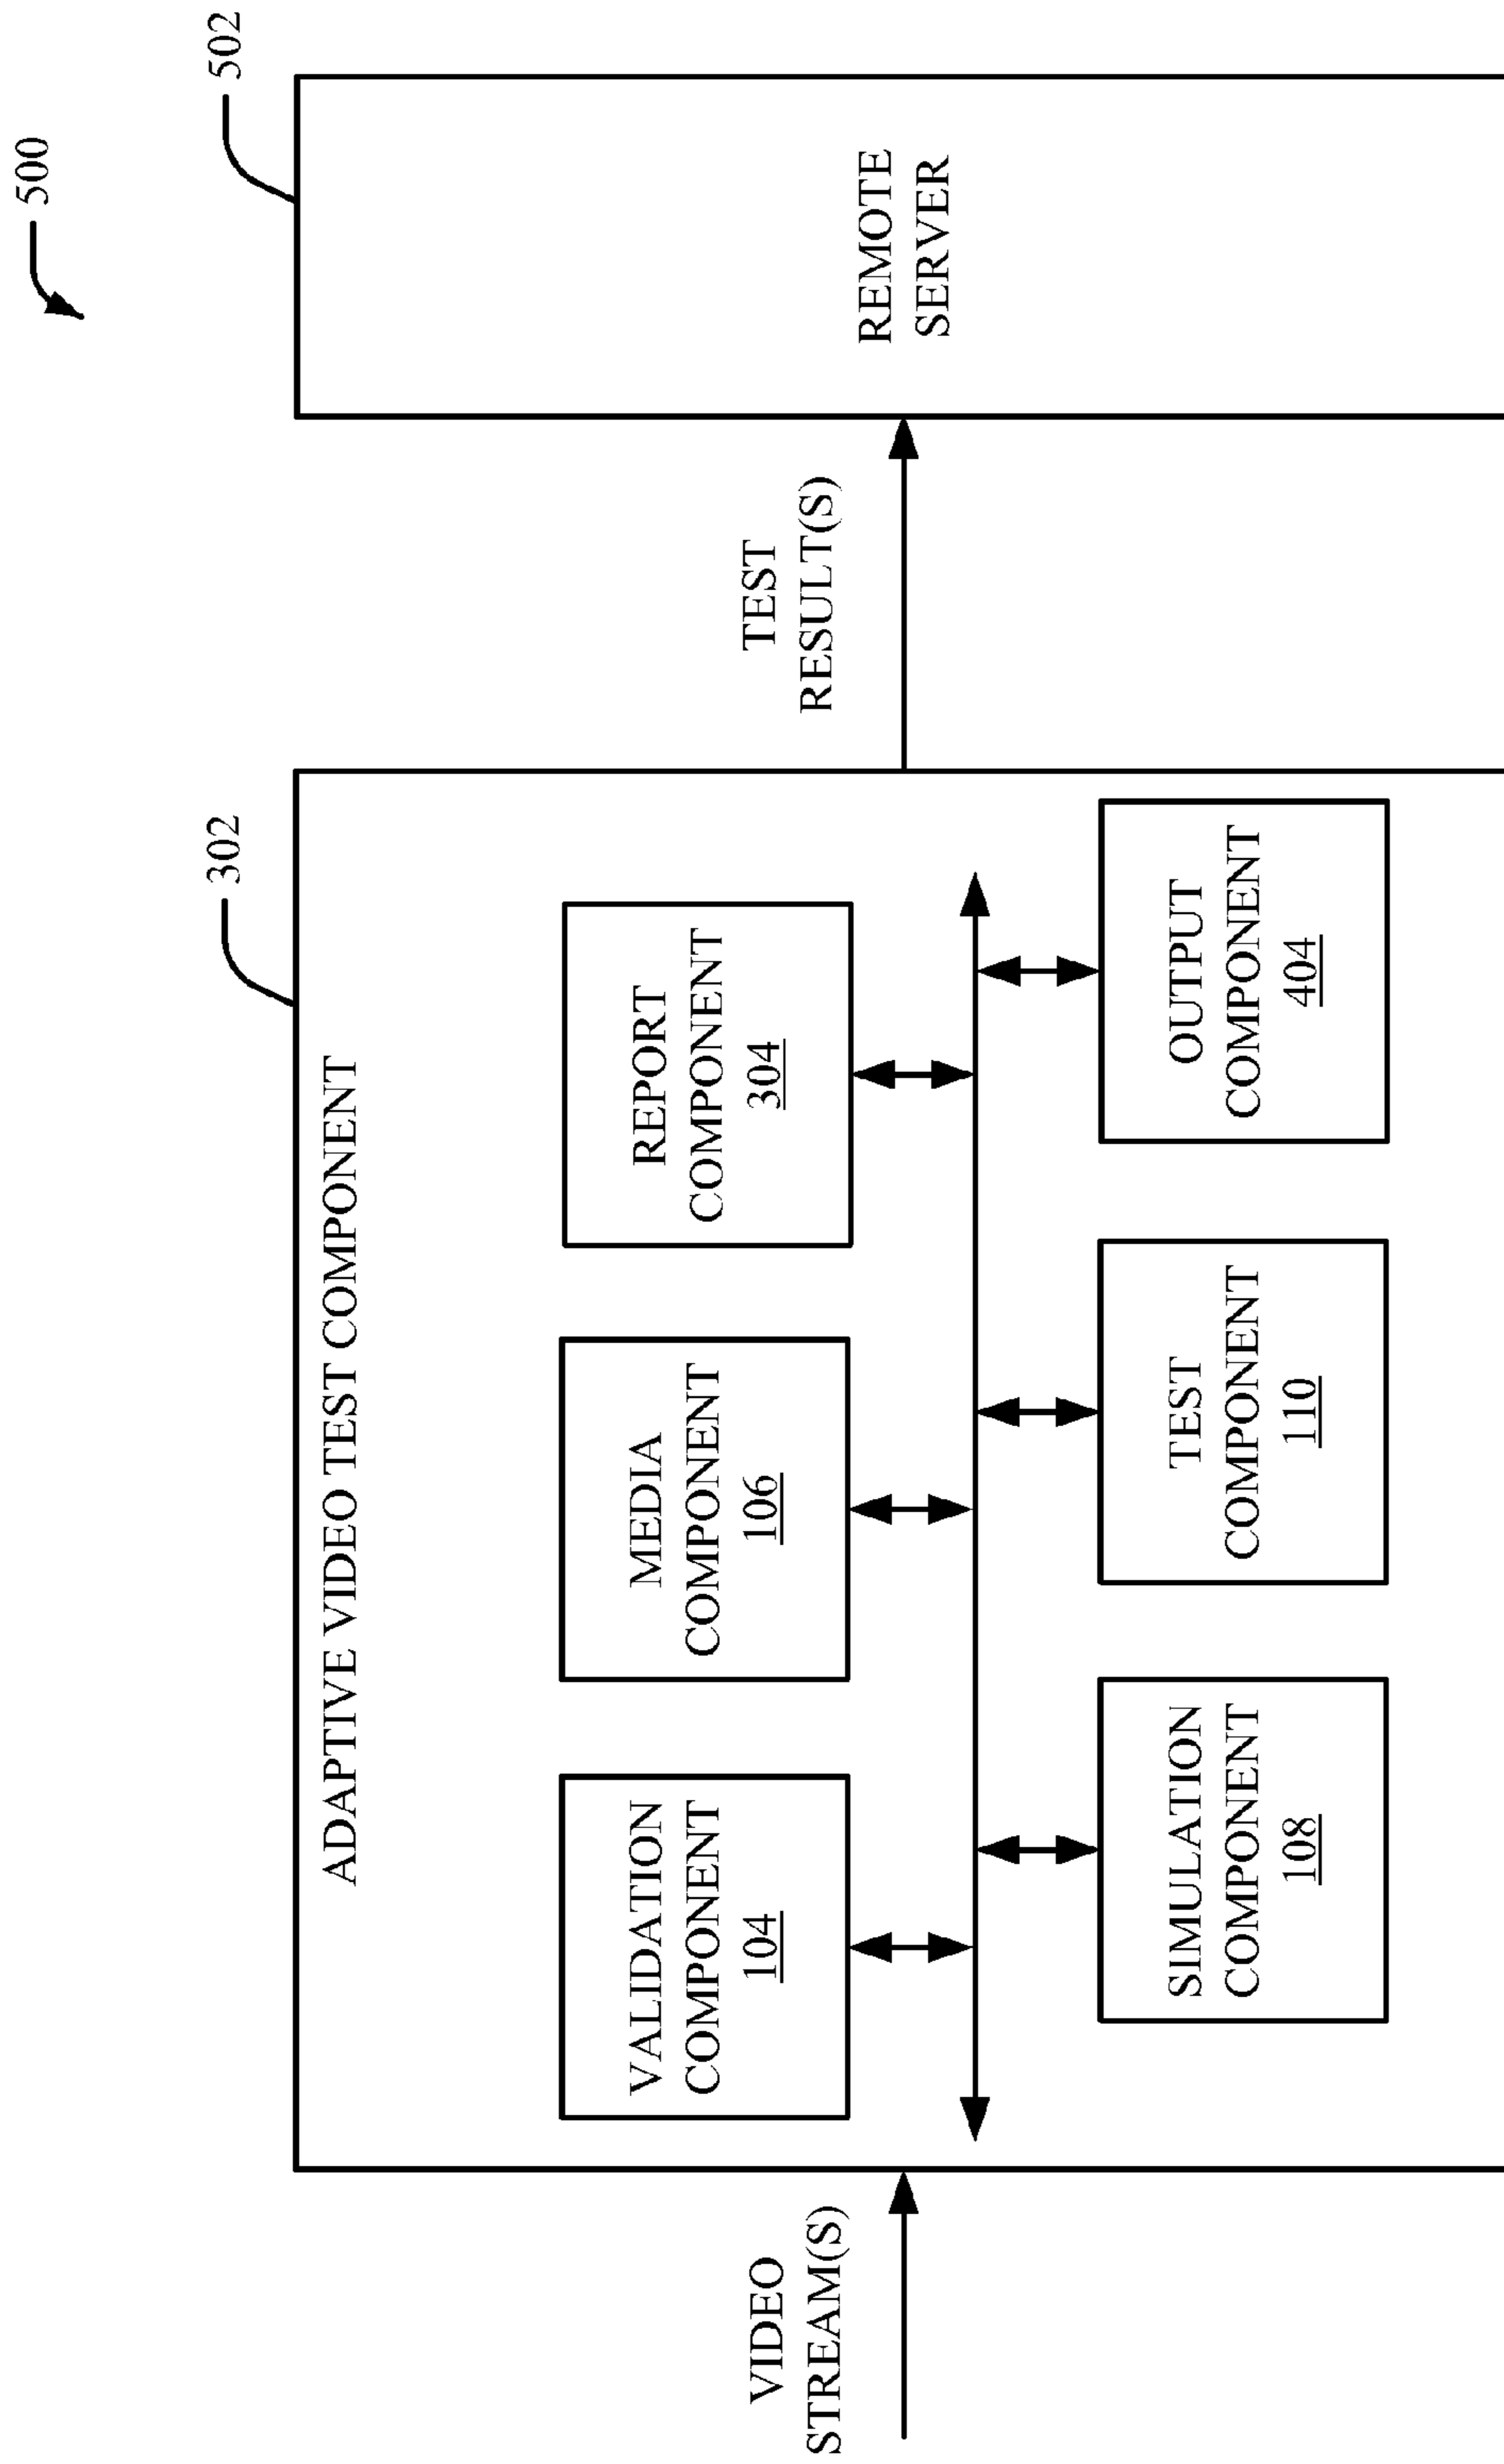 500
302
502
ADAPTIVE VIDEO TEST COMPONENT
VALIDATION
COMPONENT
104
MEDIA
COMPONENT
106
REPORT
COMPONENT
304
VIDEO
STREAM(S)
TEST
RESULT(S)
REMOTE
SERVER
SIMULATION
COMPONENT
108
TEST
COMPONENT
110
OUTPUT
COMPONENT
404